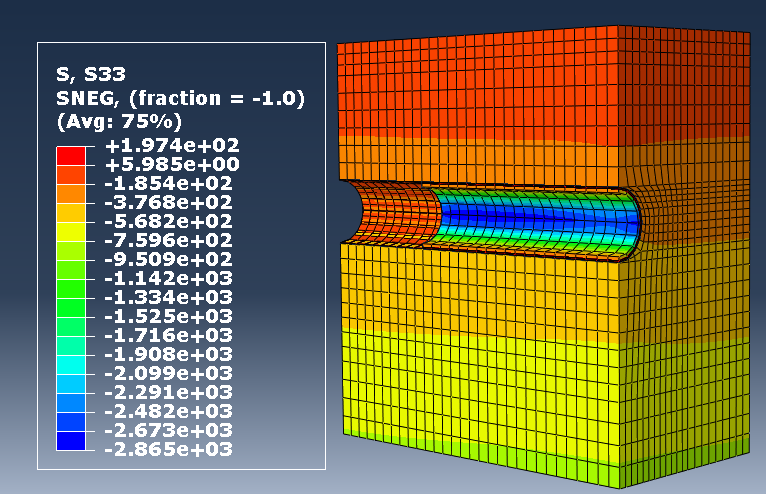 S, S33
SNEG, (fraction = -1.0)
(Avg: 75%)
+1.974e+02
+5.985e+00
-1.854e+02
-3.768e+02
-5.682e+02
-7.596e+02
-9.509e+02
-1.142e+03
-1.334e+03
-1.525e+03
-1.716e+03
-1.908e+03
-2.099e+03
-2.291e+03
-2.482e+03
-2.673e+03
-2.865e+03